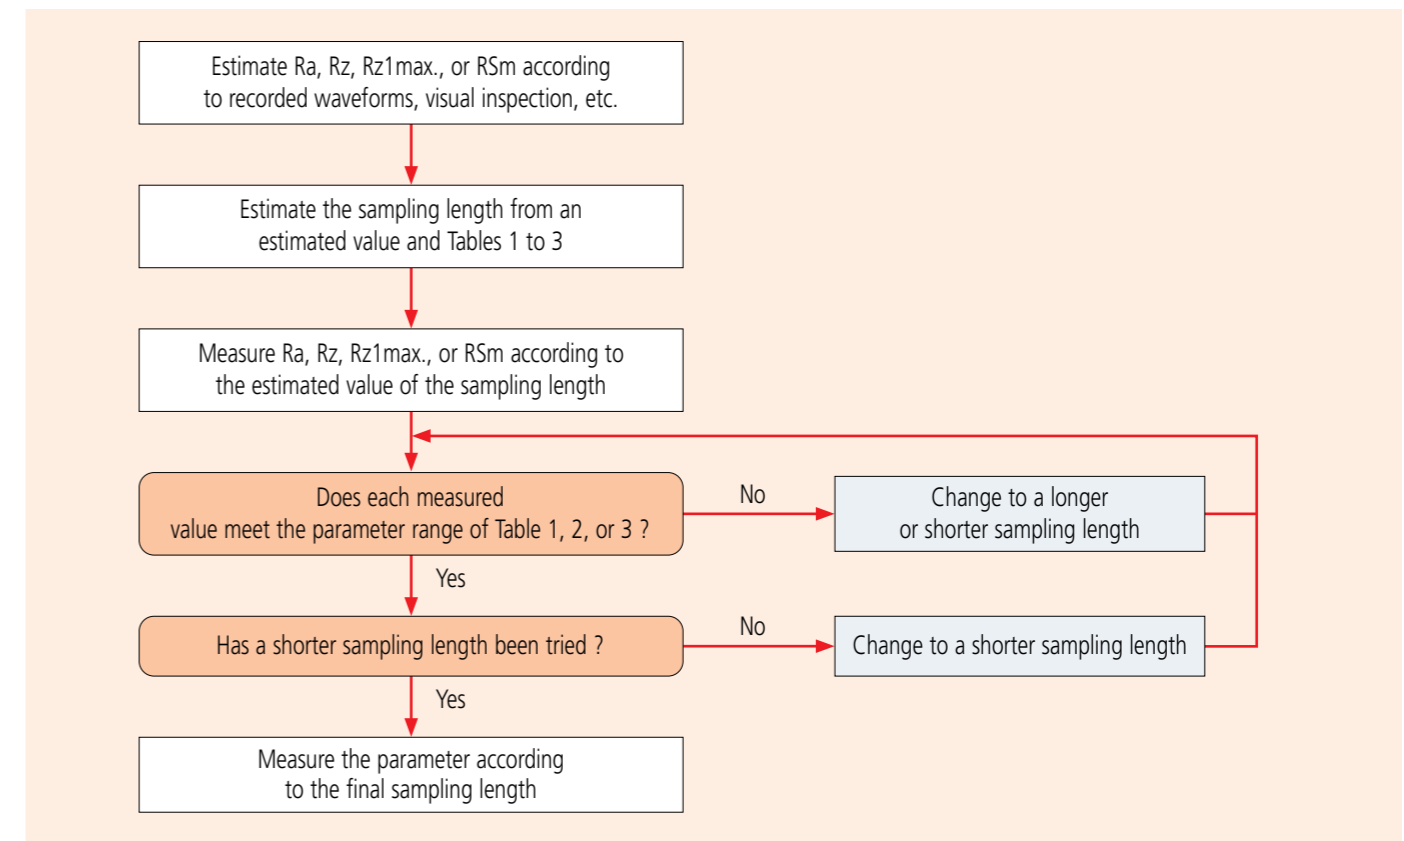 Estimate Ra, Rz, Rz1max., or RSm according
to recorded waveforms, visual inspection, etc.
Estimate the sampling length from an
estimated value and Tables 1 to 3
Measure Ra, Rz, Rz1max., or RSm according to
the estimated value of the sampling length
Does each measured
value meet the parameter range of Table 1, 2, or 3 ?
No
Change to a longer
or shorter sampling length
Yes
Has a shorter sampling length been tried ?
No
Change to a shorter sampling length
Yes
Measure the parameter according
to the final sampling length